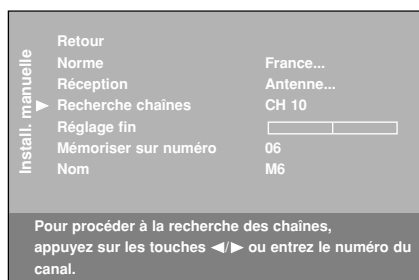 Install. manuelle
Retour
Norme France...
Réception Antenne...
Recherche chaînes CH 10
Réglage fin
Mémoriser sur numéro 06
Nom M6
Pour procéder à la recherche des chaînes,
appuyez sur les touches ◀/▶ ou entrez le numéro du
canal.